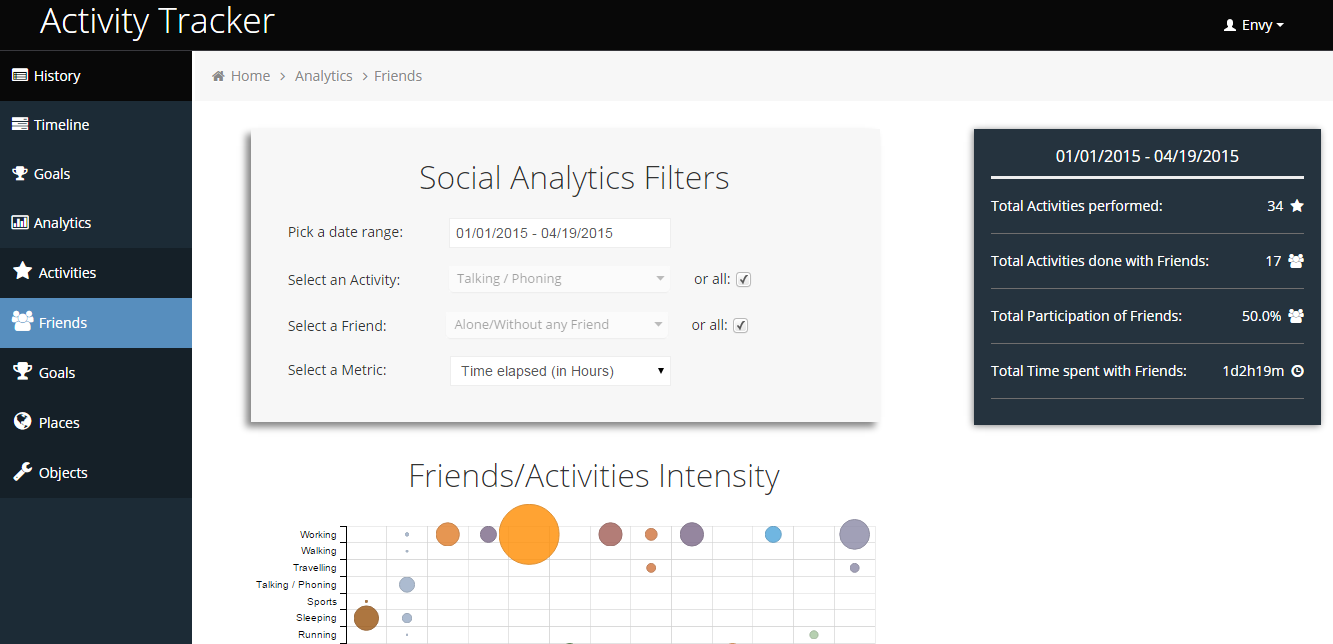 Activity Tracker
Envy
History
Timeline
Goals
Analytics
Activities
Friends
Goals
Places
Objects
Home > Analytics > Friends
Social Analytics Filters
Pick a date range: 01/01/2015 - 04/19/2015
Select an Activity: Talking / Phoning or all:
Select a Friend: Alone/Without any Friend or all:
Select a Metric: Time elapsed (in Hours)
01/01/2015 - 04/19/2015
Total Activities performed: 34
Total Activities done with Friends: 17
Total Participation of Friends: 50.0%
Total Time spent with Friends: 1d2h19m
Friends/Activities Intensity
Working
Walking
Travelling
Talking / Phoning
Sports
Sleeping
Running